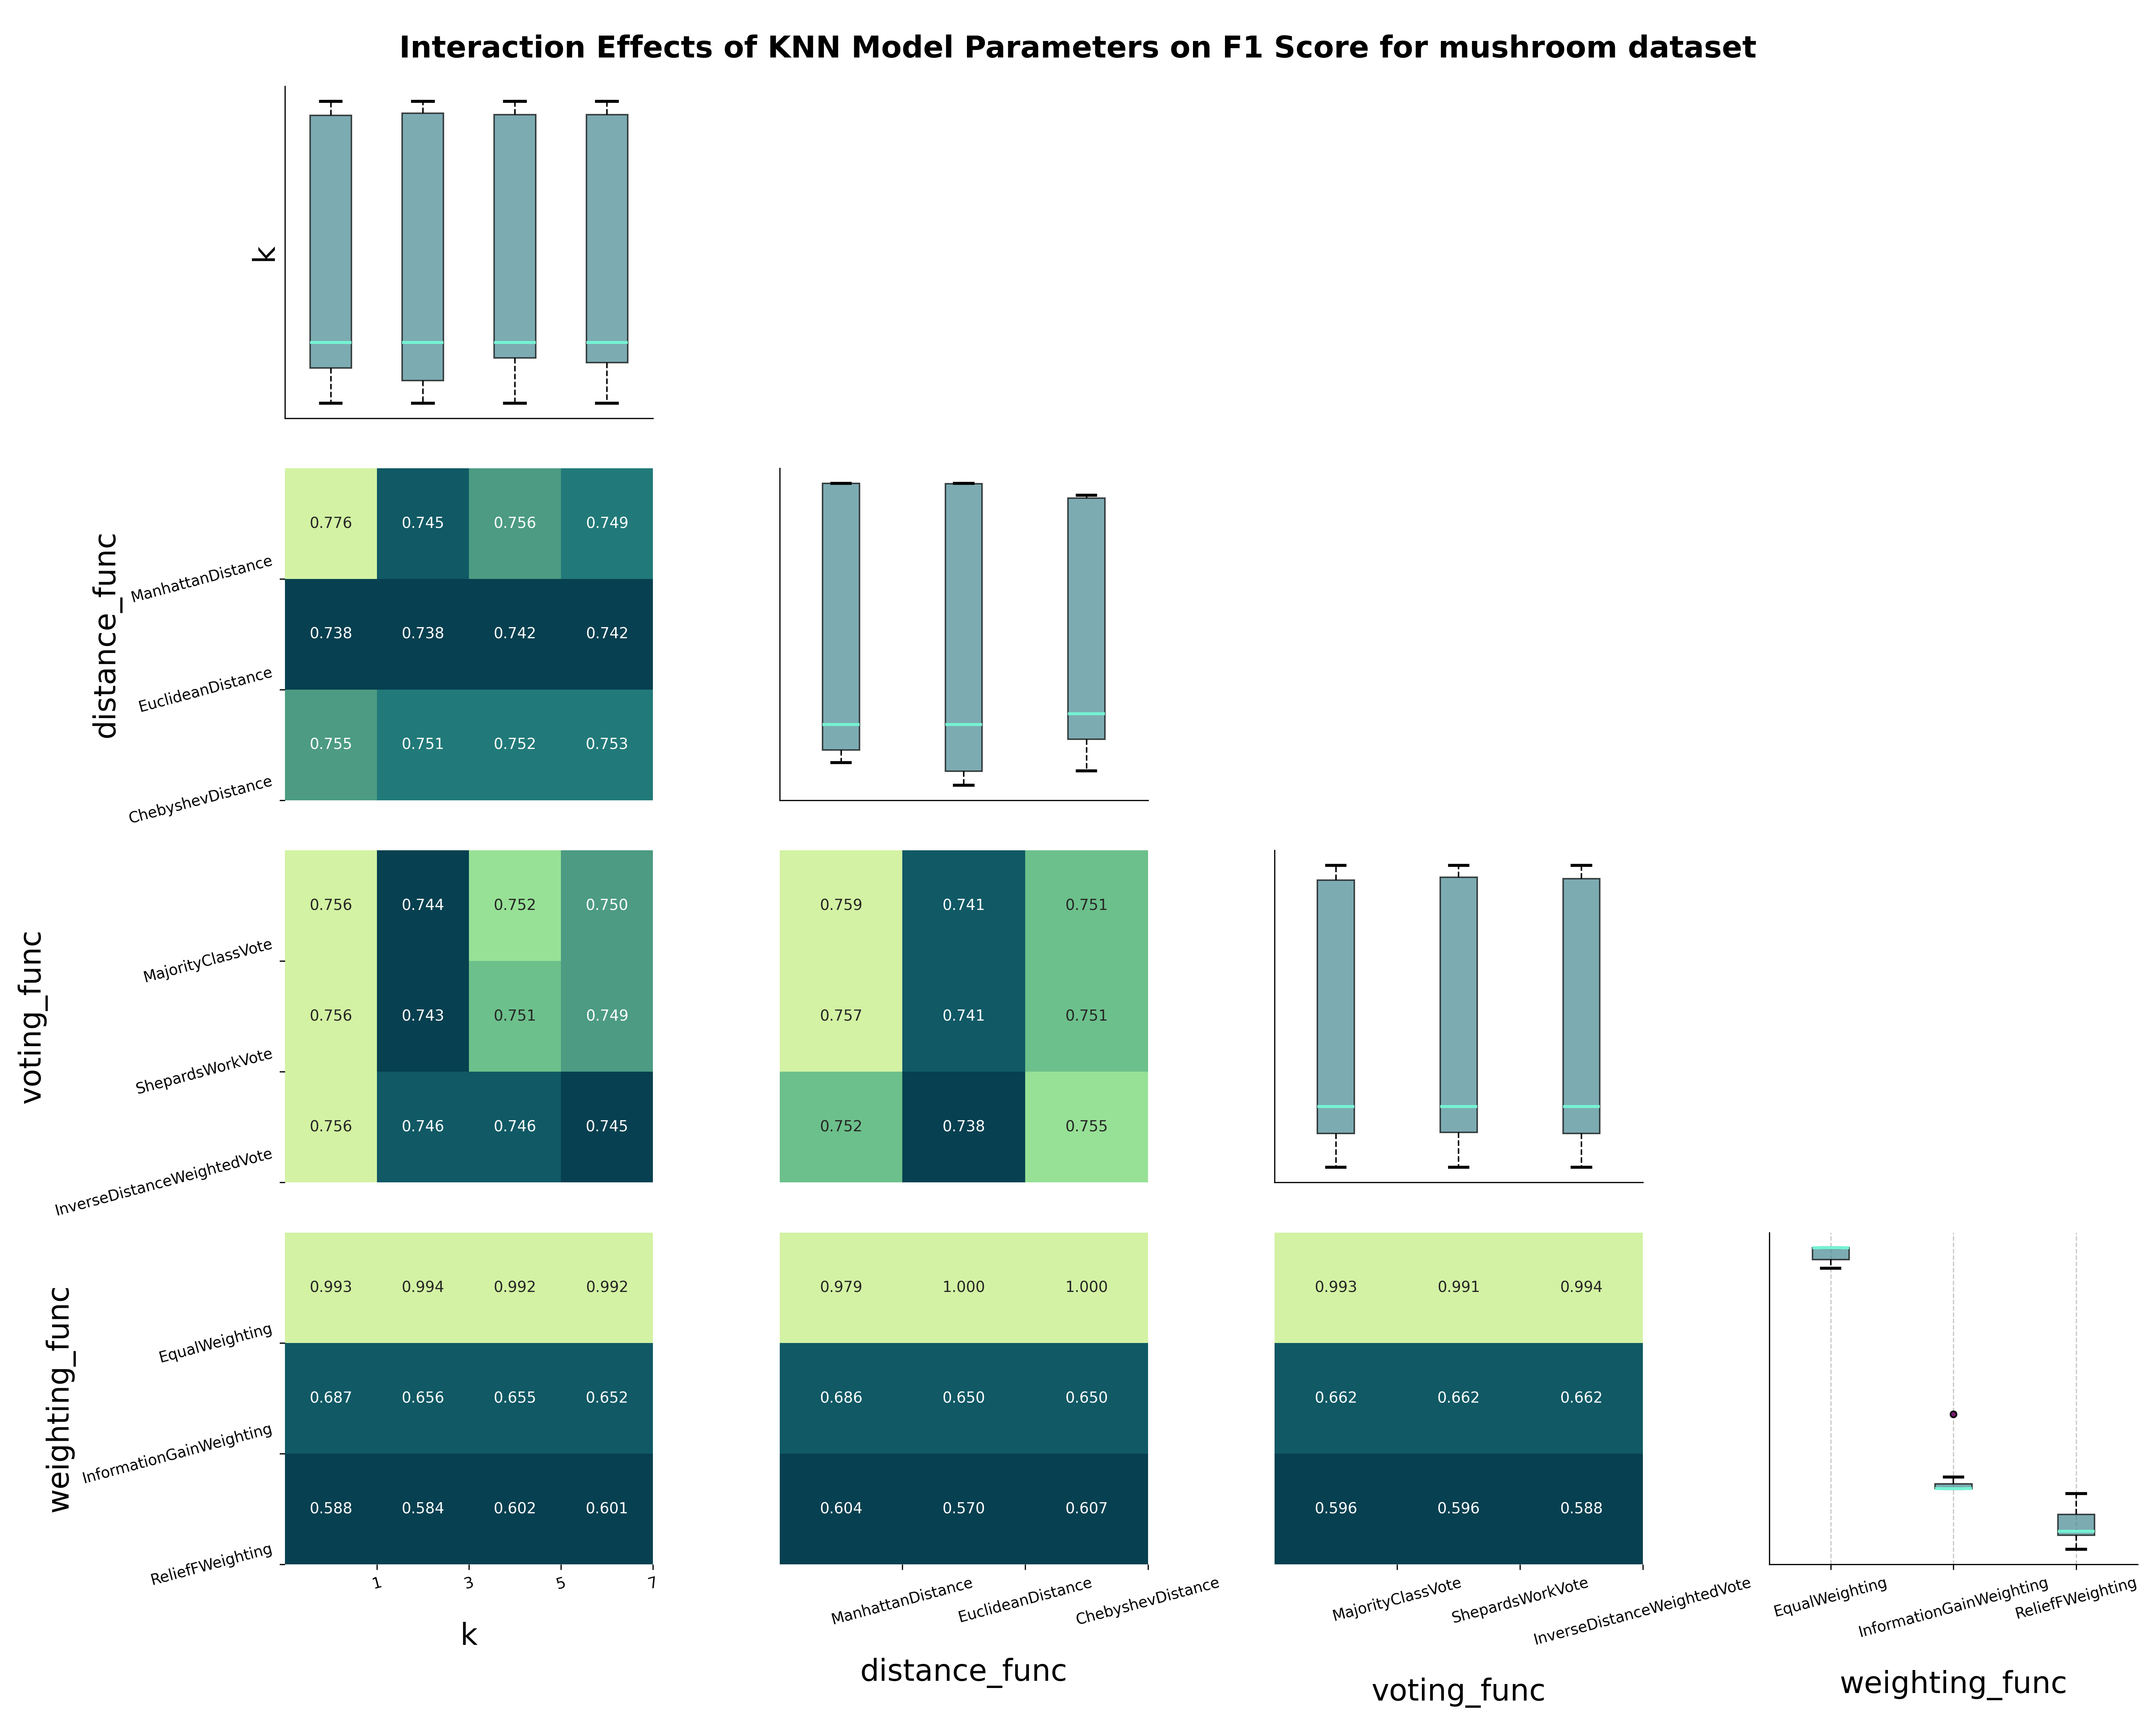 Interaction Effects of KNN Model Parameters on F1 Score for mushroom dataset
k
distance_func
ManhattanDistance
EuclideanDistance
ChebyshevDistance
0.776 0.745 0.756 0.749
0.738 0.738 0.742 0.742
0.755 0.751 0.752 0.753
voting_func
MajorityClassVote
ShepardsWorkVote
InverseDistanceWeightedVote
0.756 0.744 0.752 0.750
0.756 0.743 0.751 0.749
0.756 0.746 0.746 0.745
0.759 0.741 0.751
0.757 0.741 0.751
0.752 0.738 0.755
weighting_func
EqualWeighting
InformationGainWeighting
ReliefFWeighting
0.993 0.994 0.992 0.992
0.687 0.656 0.655 0.652
0.588 0.584 0.602 0.601
0.979 1.000 1.000
0.686 0.650 0.650
0.604 0.570 0.607
0.993 0.991 0.994
0.662 0.662 0.662
0.596 0.596 0.588
1 3 5 7
k
ManhattanDistance EuclideanDistance ChebyshevDistance
distance_func
MajorityClassVote ShepardsWorkVote InverseDistanceWeightedVote
voting_func
EqualWeighting InformationGainWeighting ReliefFWeighting
weighting_func